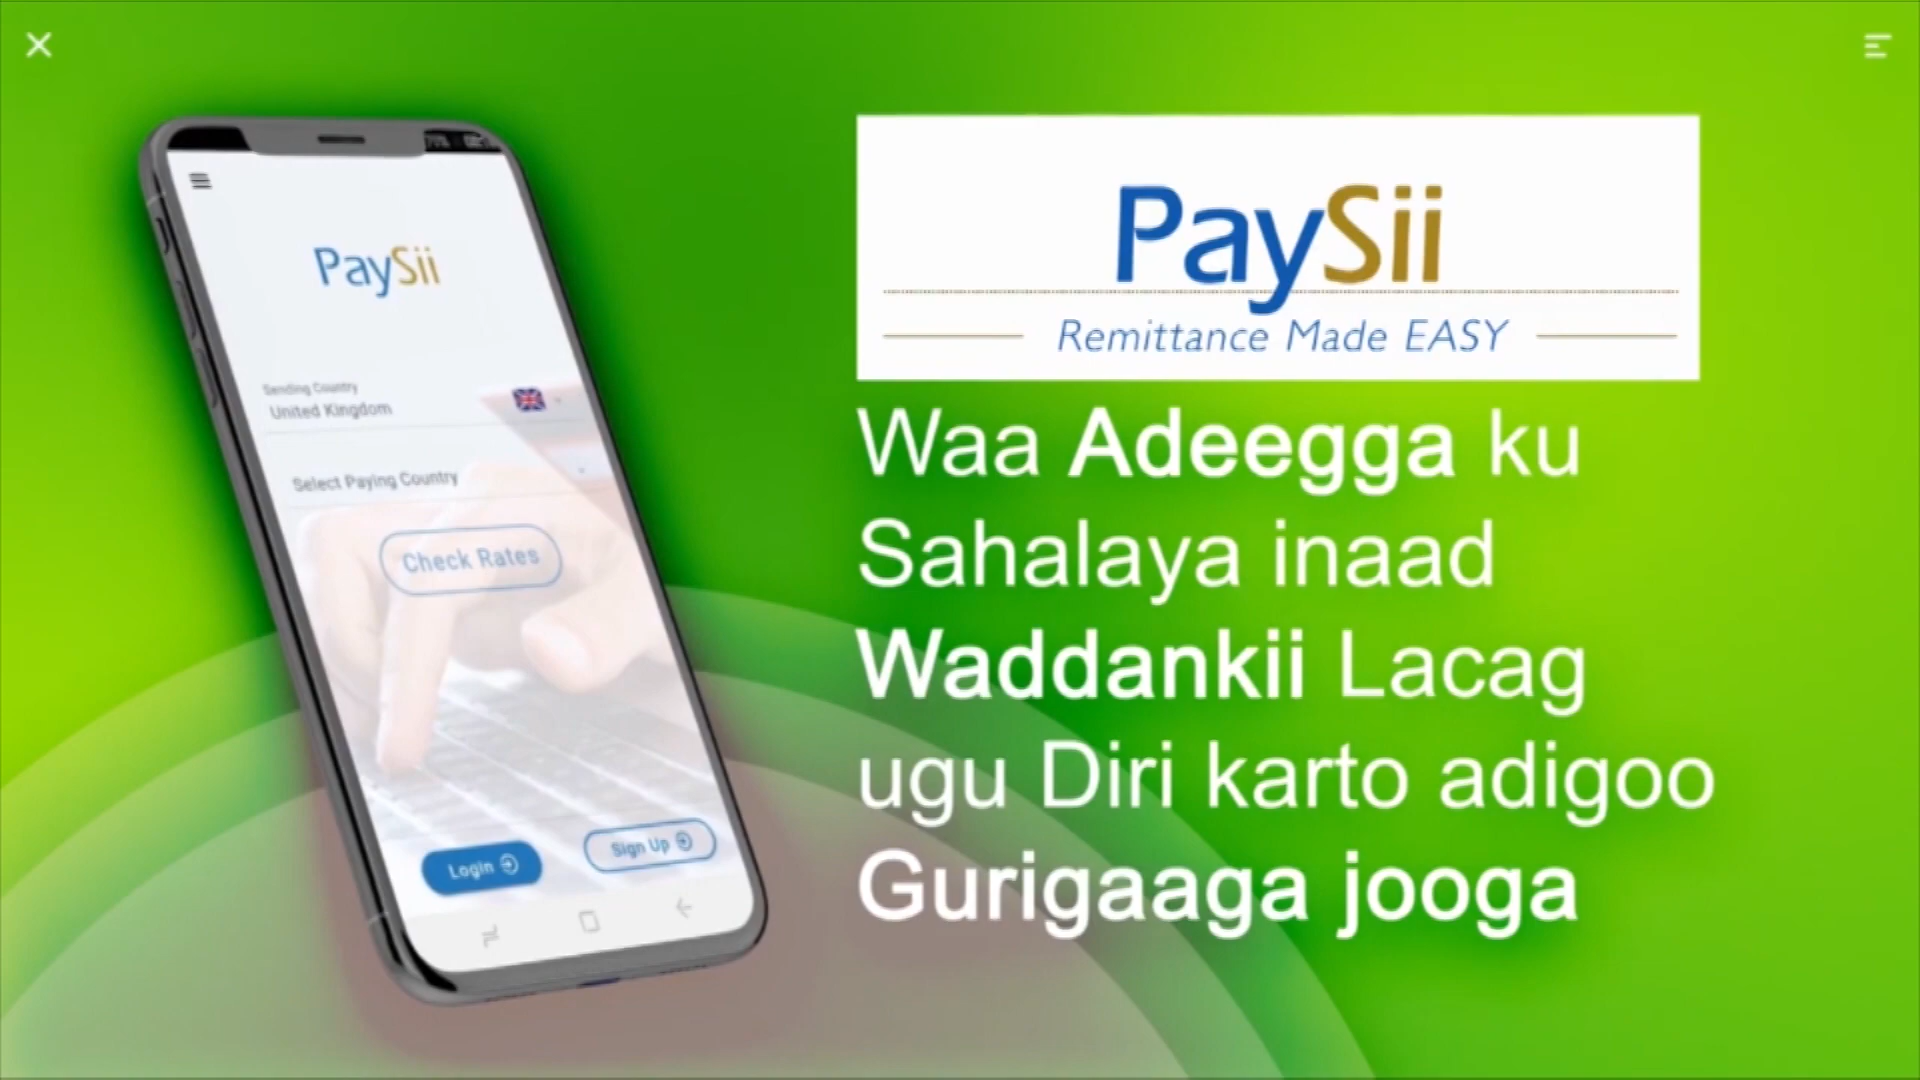 PaySii
Sending Country
United Kingdom
Select Paying Country
Check Rates
Login
Sign Up
PaySii
Remittance Made EASY
Waa Adeegga ku
Sahalaya inaad
Waddankii Lacag
ugu Diri karto adigoo
Gurigaaga jooga